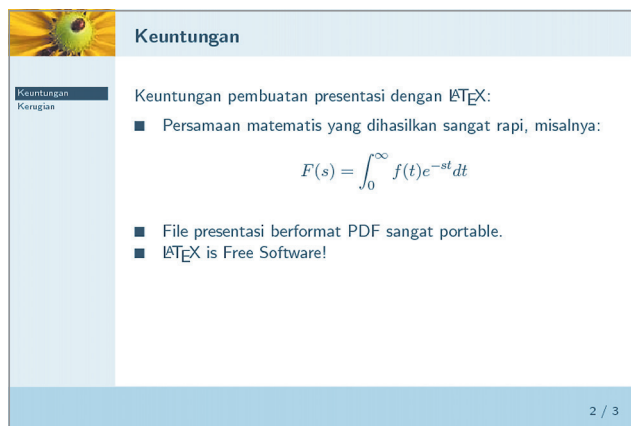 Keuntungan
Keuntungan
Kerugian
Keuntungan pembuatan presentasi dengan LATEX:
Persamaan matematis yang dihasilkan sangat rapi, misalnya:
F(s) = ∫₀^∞ f(t)e^{−st}dt
File presentasi berformat PDF sangat portable.
LATEX is Free Software!
2 / 3